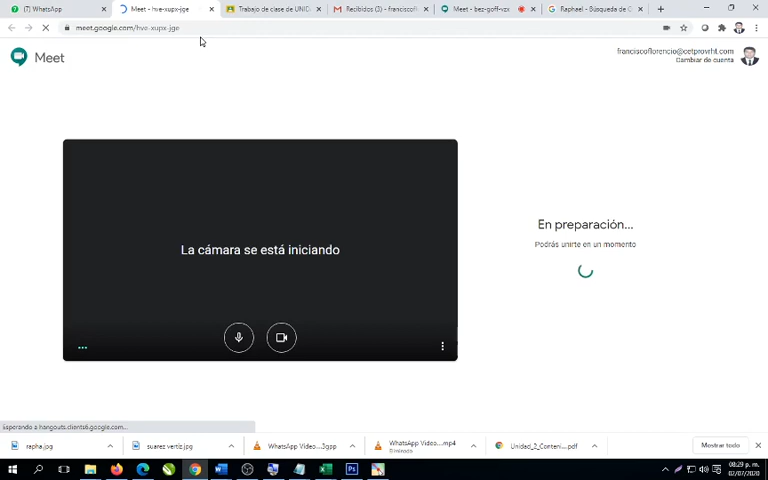 (7) WhatsApp
Meet - hve-xupx-jge
Trabajo de clase de UNID
Recibidos (3) - franciscofl
Meet - bez-goff-vzx
Raphael - Búsqueda de G
meet.google.com/hve-xupx-jge
Meet
franciscoflorencio@cetprovrht.com
Cambiar de cuenta
La cámara se está iniciando
En preparación...
Podrás unirte en un momento
Esperando a hangouts.clients6.google.com...
rapha.jpg
suarez vertiz.jpg
WhatsApp Video....3gpp
WhatsApp Video....mp4
Eliminada
Unidad_2_Conteni....pdf
Mostrar todo
08:29 p. m.
02/07/2020